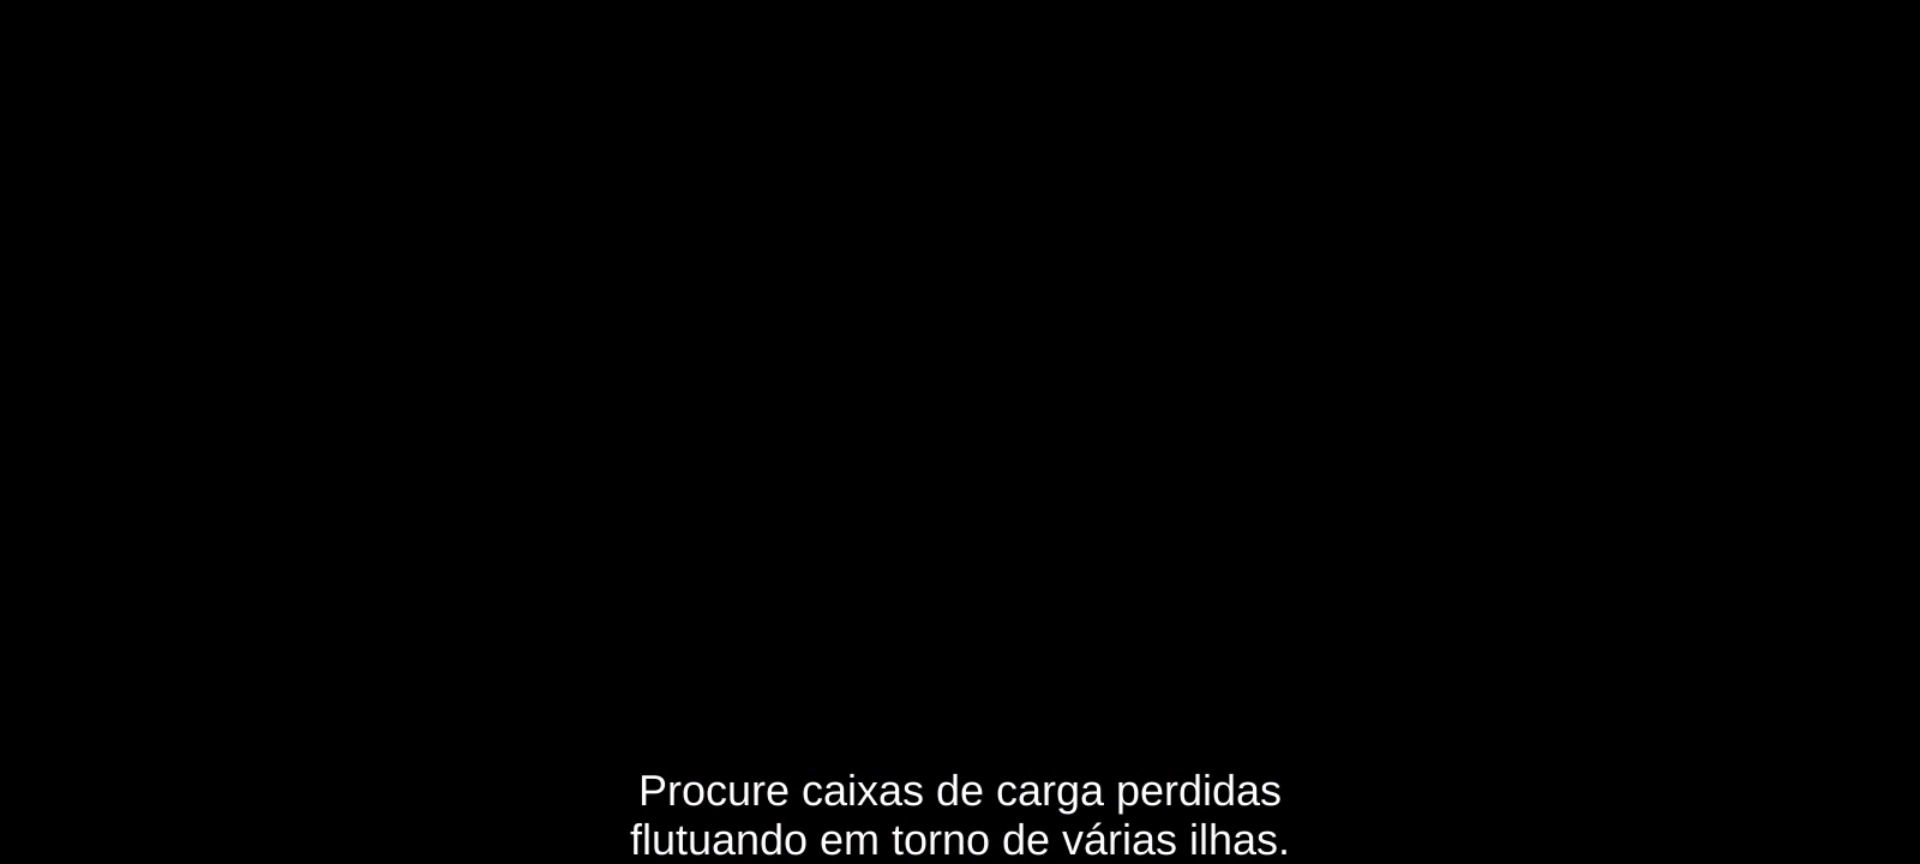 Procure caixas de carga perdidas
flutuando em torno de várias ilhas.